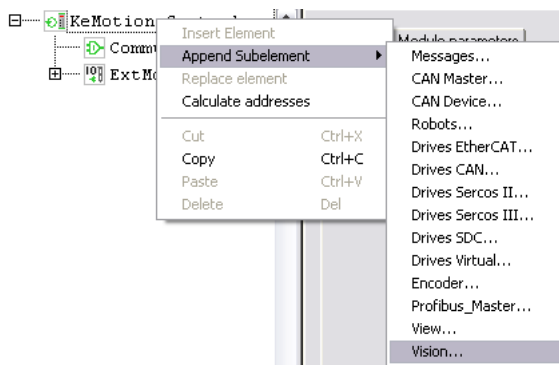 KeMotion
Commu
ExtMo
Insert Element
Append Subelement
Replace element
Calculate addresses
Cut Ctrl+X
Copy Ctrl+C
Paste Ctrl+V
Delete Del
Module parameters
Messages...
CAN Master...
CAN Device...
Robots...
Drives EtherCAT...
Drives CAN...
Drives Sercos II...
Drives Sercos III...
Drives SDC...
Drives Virtual...
Encoder...
Profibus_Master...
View...
Vision...